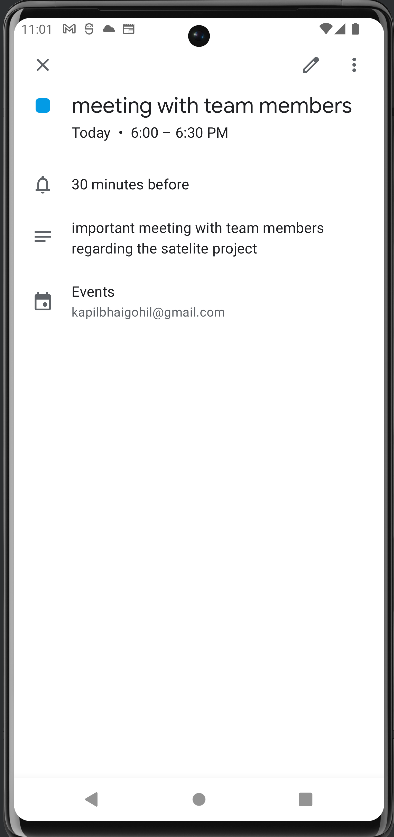 11:01
meeting with team members
Today • 6:00 – 6:30 PM
30 minutes before
important meeting with team members
regarding the satelite project
Events
kapilbhaigohil@gmail.com